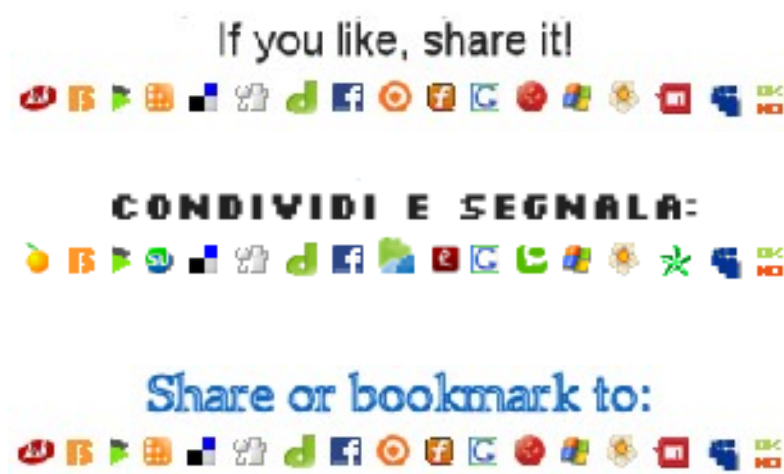 If you like, share it!
CONDIVIDI E SEGNALA:
Share or bookmark to: